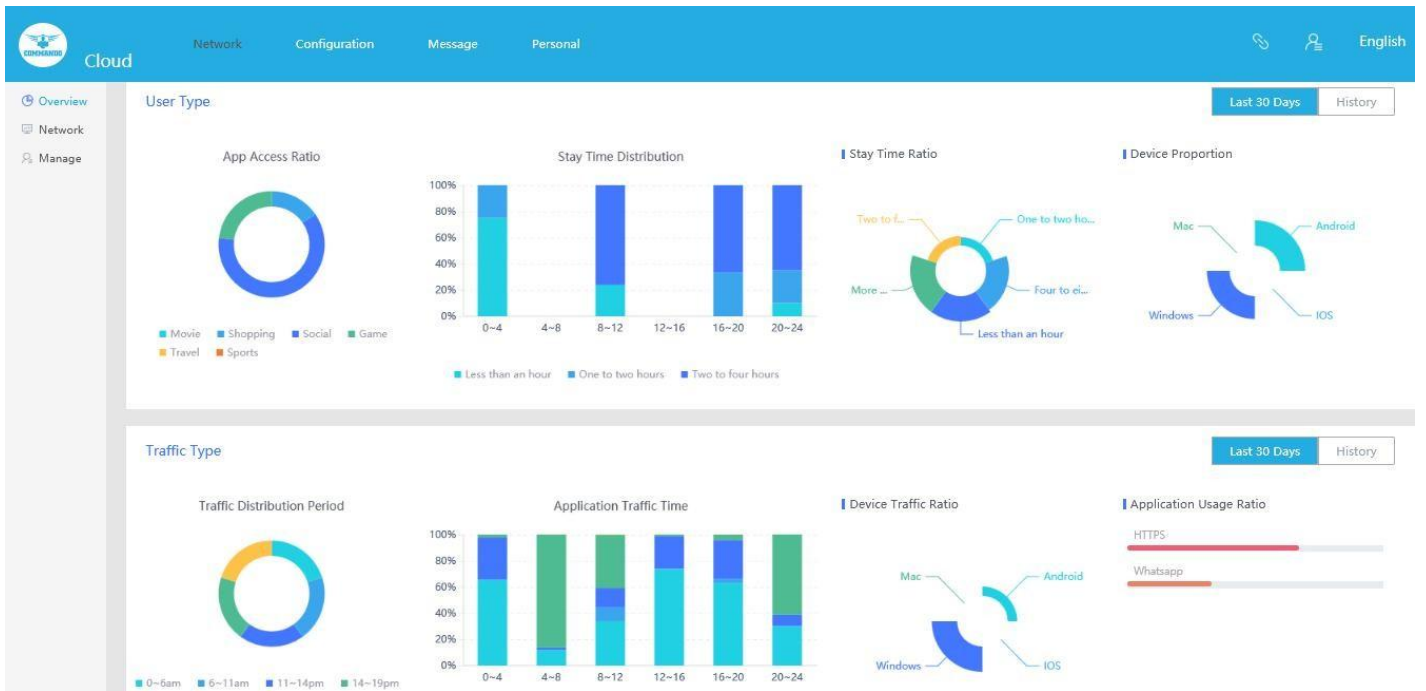 COMMANDO
Cloud
Network
Configuration
Message
Personal
English
Overview
Network
Manage
User Type
Last 30 Days
History
App Access Ratio
Movie
Shopping
Social
Game
Travel
Sports
Stay Time Distribution
100%
80%
60%
40%
20%
0%
0~4
4~8
8~12
12~16
16~20
20~24
Less than an hour
One to two hours
Two to four hours
Stay Time Ratio
Two to f...
One to two ho...
More ...
Four to ei...
Less than an hour
Device Proportion
Mac
Android
Windows
IOS
Traffic Type
Last 30 Days
History
Traffic Distribution Period
0~6am
6~11am
11~14pm
14~19pm
Application Traffic Time
100%
80%
60%
40%
20%
0%
0~4
4~8
8~12
12~16
16~20
20~24
Device Traffic Ratio
Mac
Android
Windows
IOS
Application Usage Ratio
HTTPS
Whatsapp